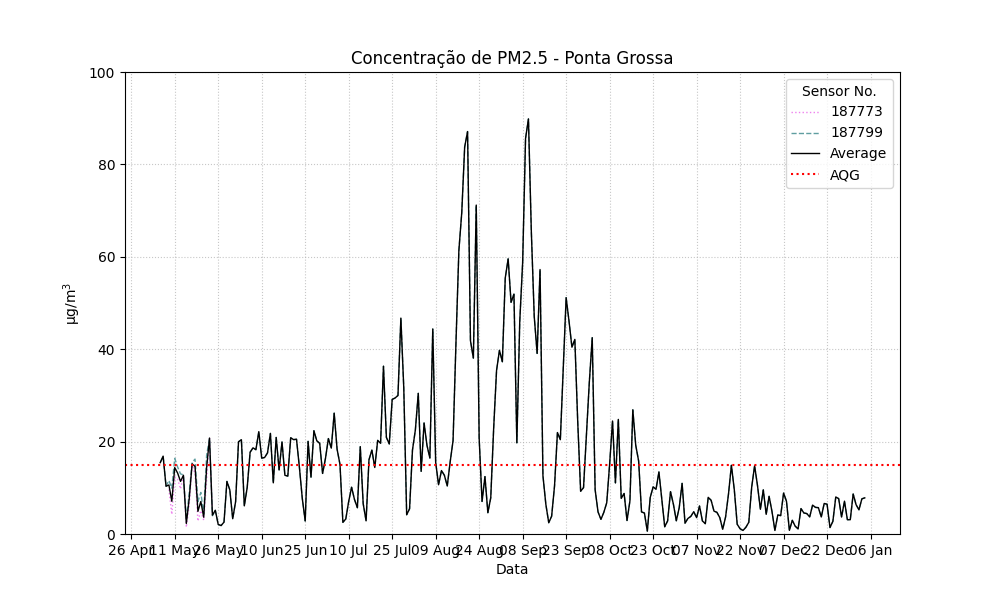 Concentração de PM2.5 - Ponta Grossa
Sensor No.
187773
187799
Average
AQG
µg/m³
100
80
60
40
20
0
26 Apr 11 May 26 May 10 Jun 25 Jun 10 Jul 25 Jul 09 Aug 24 Aug 08 Sep 23 Sep 08 Oct 23 Oct 07 Nov 22 Nov 07 Dec 22 Dec 06 Jan
Data